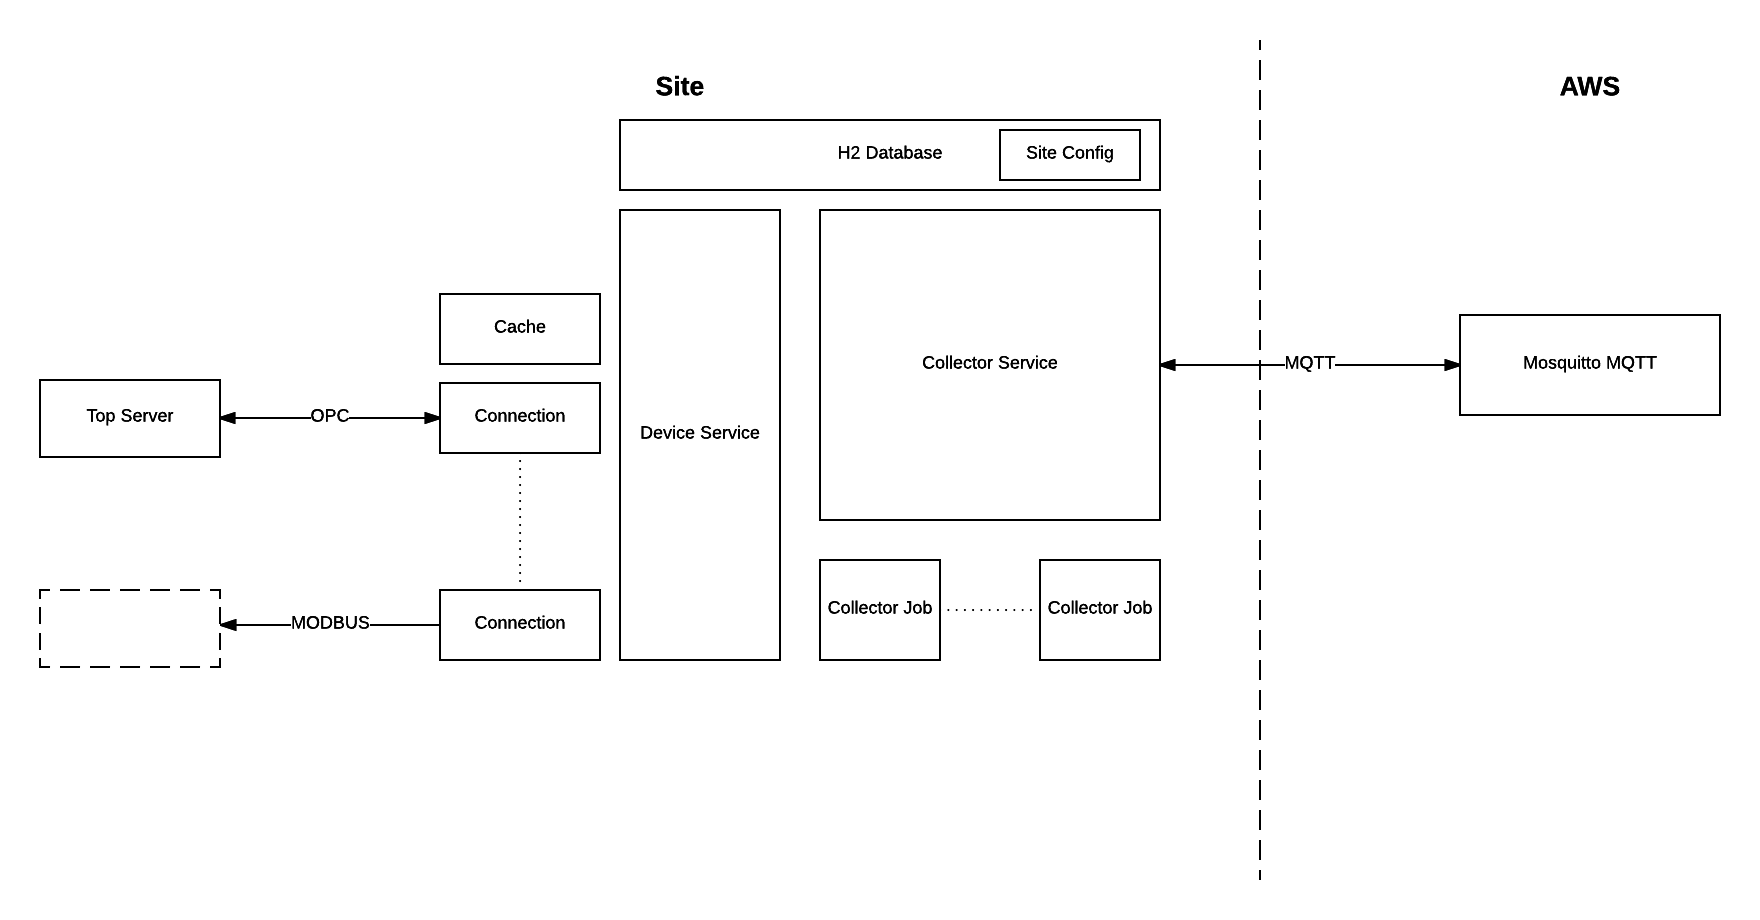 Site
AWS
H2 Database
Site Config
Cache
Collector Service
MQTT
Mosquitto MQTT
Top Server
OPC
Connection
Device Service
MODBUS
Connection
Collector Job
Collector Job